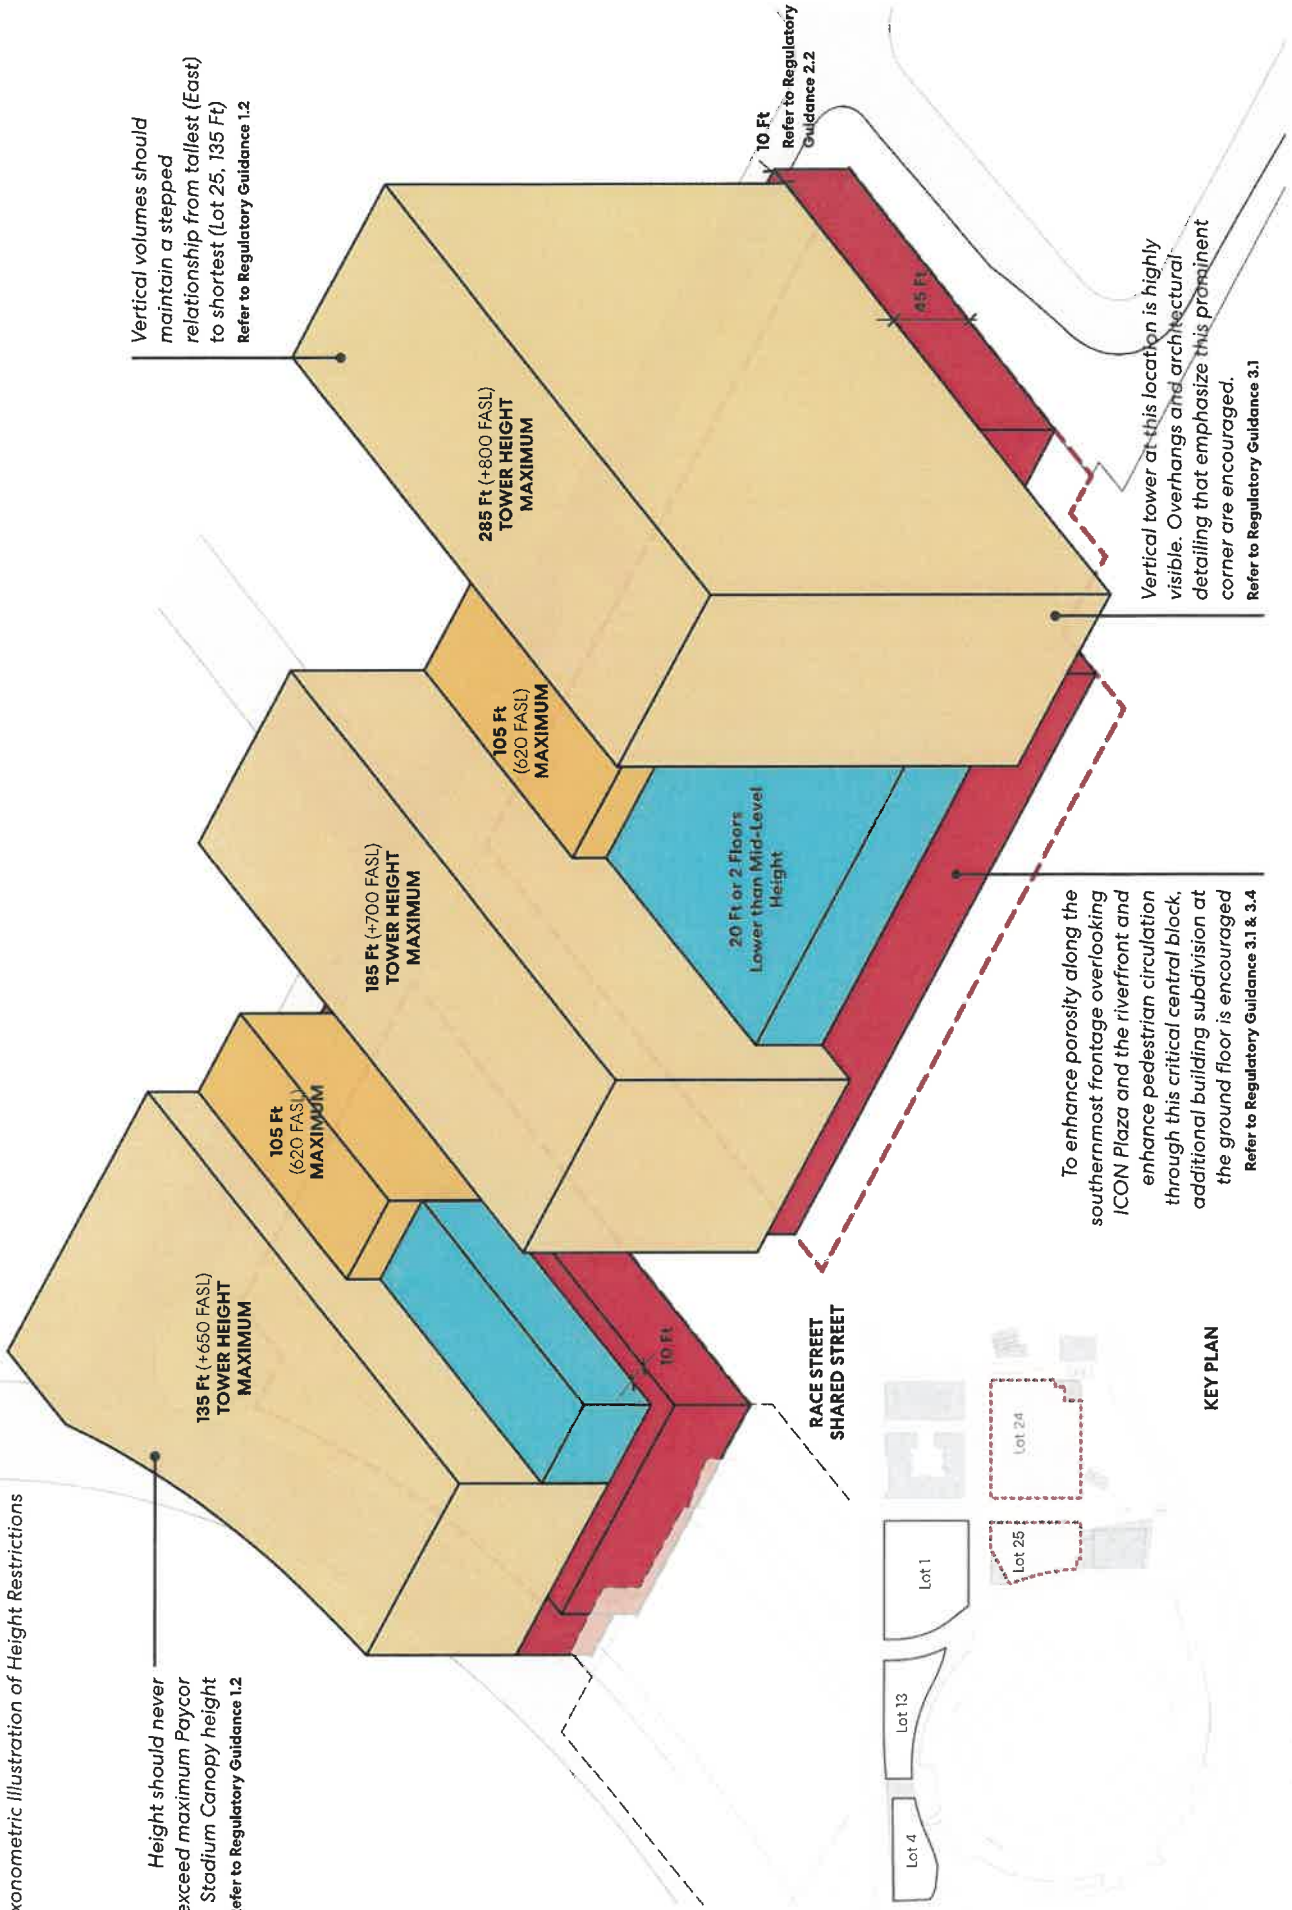 xonometric Illustration of Height Restrictions
Height should never
exceed maximum Paycor
Stadium Canopy height
Refer to Regulatory Guidance 1.2
135 Ft (+650 FASL)
TOWER HEIGHT
MAXIMUM
105 Ft
(620 FASL)
MAXIMUM
185 Ft (+700 FASL)
TOWER HEIGHT
MAXIMUM
105 Ft
(620 FASL)
MAXIMUM
285 Ft (+800 FASL)
TOWER HEIGHT
MAXIMUM
Vertical volumes should
maintain a stepped
relationship from tallest (East)
to shortest (Lot 25, 135 Ft)
Refer to Regulatory Guidance 1.2
10 Ft
Refer to Regulatory
Guidance 2.2
45 Ft
20 Ft or 2 Floors
Lower than Mid-Level
Height
10 Ft
RACE STREET
SHARED STREET
To enhance porosity along the
southernmost frontage overlooking
ICON Plaza and the riverfront and
enhance pedestrian circulation
through this critical central block,
additional building subdivision at
the ground floor is encouraged
Refer to Regulatory Guidance 3.1 & 3.4
Vertical tower at this location is highly
visible. Overhangs and architectural
detailing that emphasize this prominent
corner are encouraged.
Refer to Regulatory Guidance 3.1
Lot 4
Lot 13
Lot 1
Lot 25
Lot 24
KEY PLAN